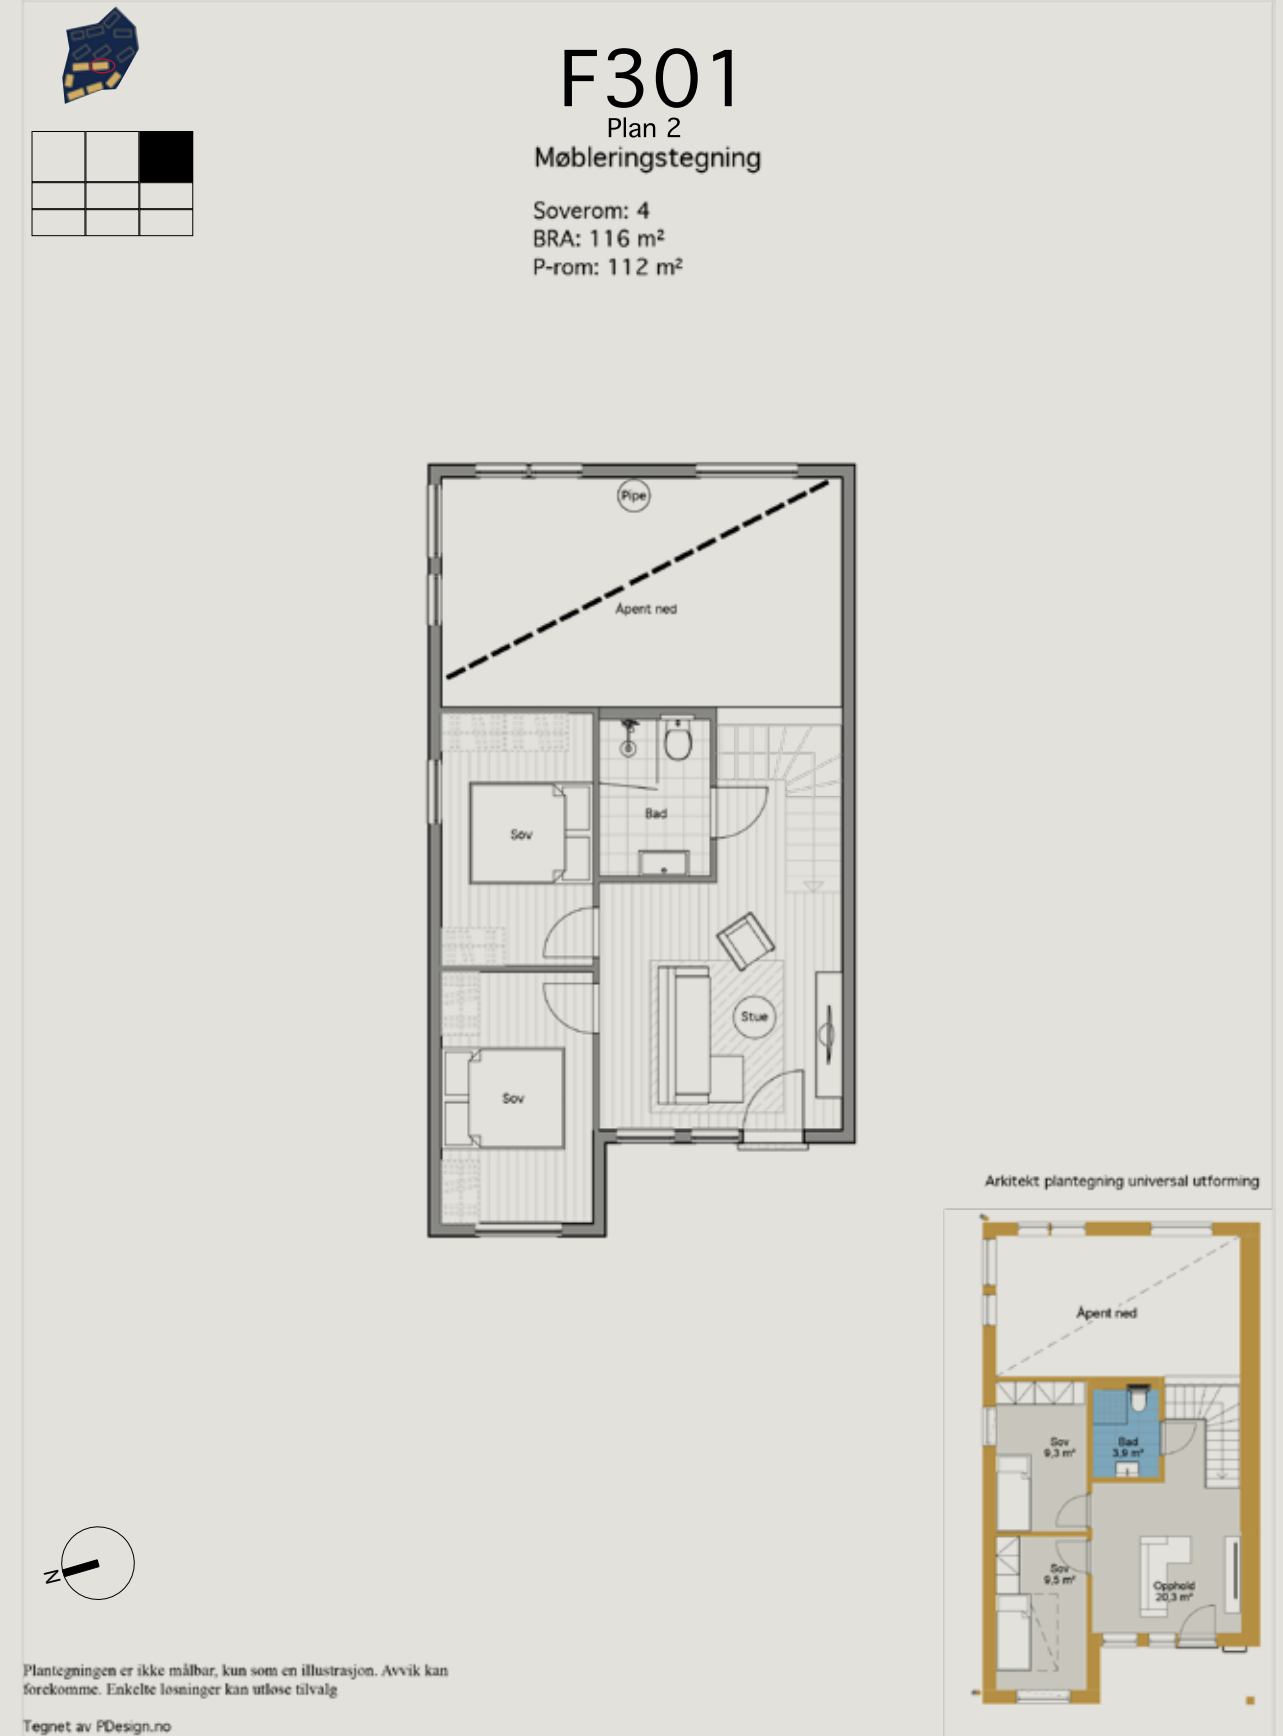 F301
Plan 2
Møbleringstegning
Soverom: 4
BRA: 116 m²
P-rom: 112 m²
Pipe
Åpent ned
Sov
Bad
Stue
Sov
Arkitekt plantegning universal utforming
Åpent ned
Sov
9,3 m²
Bad
3,9 m²
Sov
9,5 m²
Opphold
20,3 m²
N
Plantegningen er ikke målbar, kun som en illustrasjon. Avvik kan
forekomme. Enkelte løsninger kan utløse tilvalg
Tegnet av PDesign.no